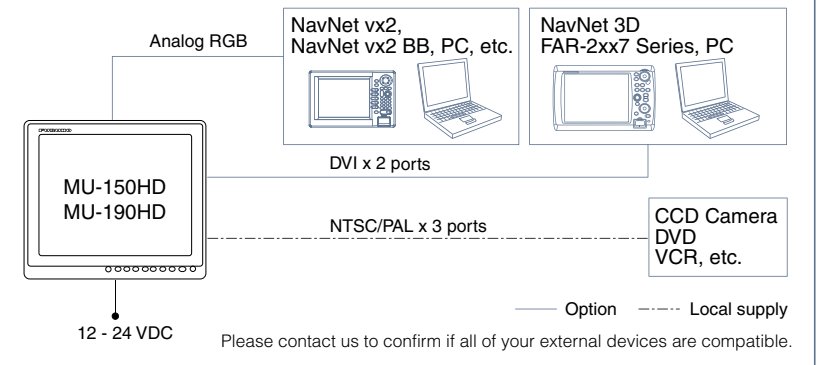 Analog RGB
NavNet vx2,
NavNet vx2 BB, PC, etc.
NavNet 3D
FAR-2xx7 Series, PC
FURUNO
MU-150HD
MU-190HD
DVI x 2 ports
NTSC/PAL x 3 ports
CCD Camera
DVD
VCR, etc.
12 - 24 VDC
Option
Local supply
Please contact us to confirm if all of your external devices are compatible.